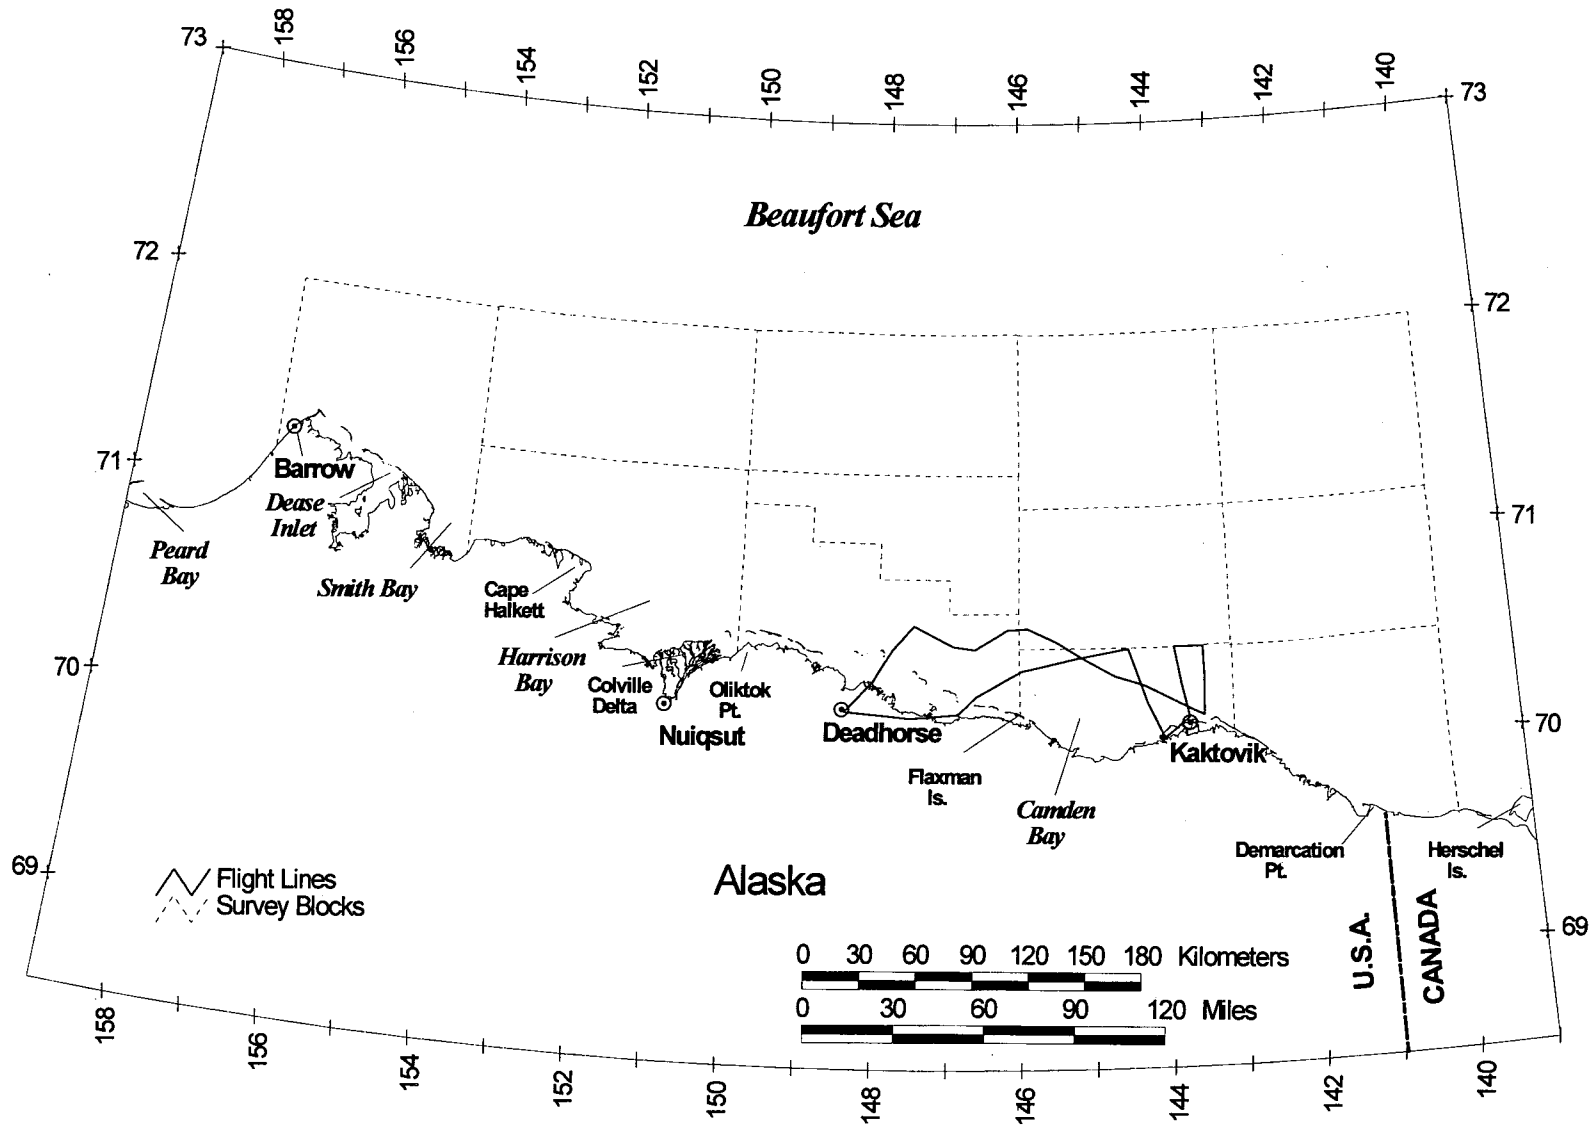 158
156
154
152
150
148
146
144
142
140
73
73
Beaufort Sea
72
72
71
71
Barrow
Dease
Inlet
Peard
Bay
Smith Bay
Cape
Halkett
Harrison
Bay
Colville
Delta
Oliktok
Pt.
Nuiqsut
Deadhorse
Flaxman
Is.
Camden
Bay
Kaktovik
Demarcation
Pt.
Herschel
Is.
70
70
69
69
Flight Lines
Survey Blocks
Alaska
U.S.A.
CANADA
0 30 60 90 120 150 180 Kilometers
0 30 60 90 120 Miles
158
156
154
152
150
148
146
144
142
140